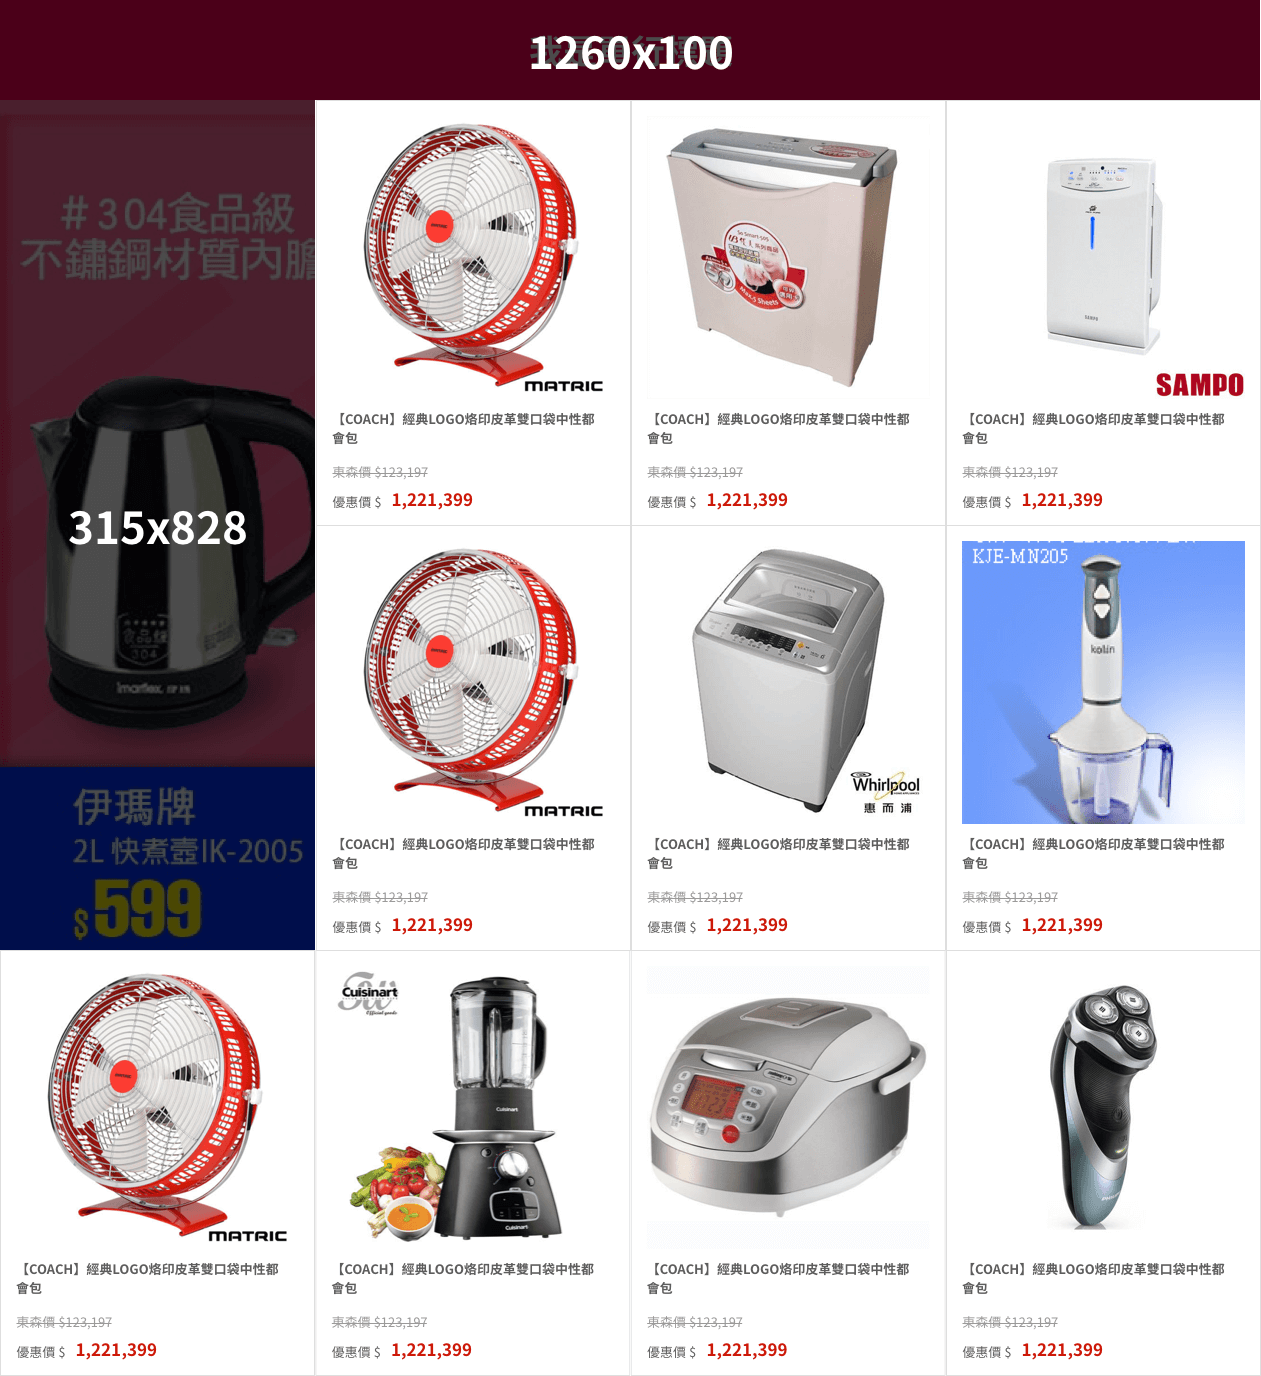 1260x100
#304食品級
不鏽鋼材質內膽
315x828
食品級
304
imarflex
伊瑪牌
2L 快煮壺IK-2005
$599
MATRIC
【COACH】經典LOGO烙印皮革雙口袋中性都
會包
東森價 $123,197
優惠價 $ 1,221,399
Max.5 Sheets
【COACH】經典LOGO烙印皮革雙口袋中性都
會包
東森價 $123,197
優惠價 $ 1,221,399
SAMPO
SAMPO
【COACH】經典LOGO烙印皮革雙口袋中性都
會包
東森價 $123,197
優惠價 $ 1,221,399
MATRIC
【COACH】經典LOGO烙印皮革雙口袋中性都
會包
東森價 $123,197
優惠價 $ 1,221,399
Whirlpool
惠而浦
【COACH】經典LOGO烙印皮革雙口袋中性都
會包
東森價 $123,197
優惠價 $ 1,221,399
KJE-MN205
kolin
【COACH】經典LOGO烙印皮革雙口袋中性都
會包
東森價 $123,197
優惠價 $ 1,221,399
MATRIC
【COACH】經典LOGO烙印皮革雙口袋中性都
會包
東森價 $123,197
優惠價 $ 1,221,399
Cuisinart
Official goods
Cuisinart
Cuisinart
【COACH】經典LOGO烙印皮革雙口袋中性都
會包
東森價 $123,197
優惠價 $ 1,221,399
【COACH】經典LOGO烙印皮革雙口袋中性都
會包
東森價 $123,197
優惠價 $ 1,221,399
【COACH】經典LOGO烙印皮革雙口袋中性都
會包
東森價 $123,197
優惠價 $ 1,221,399